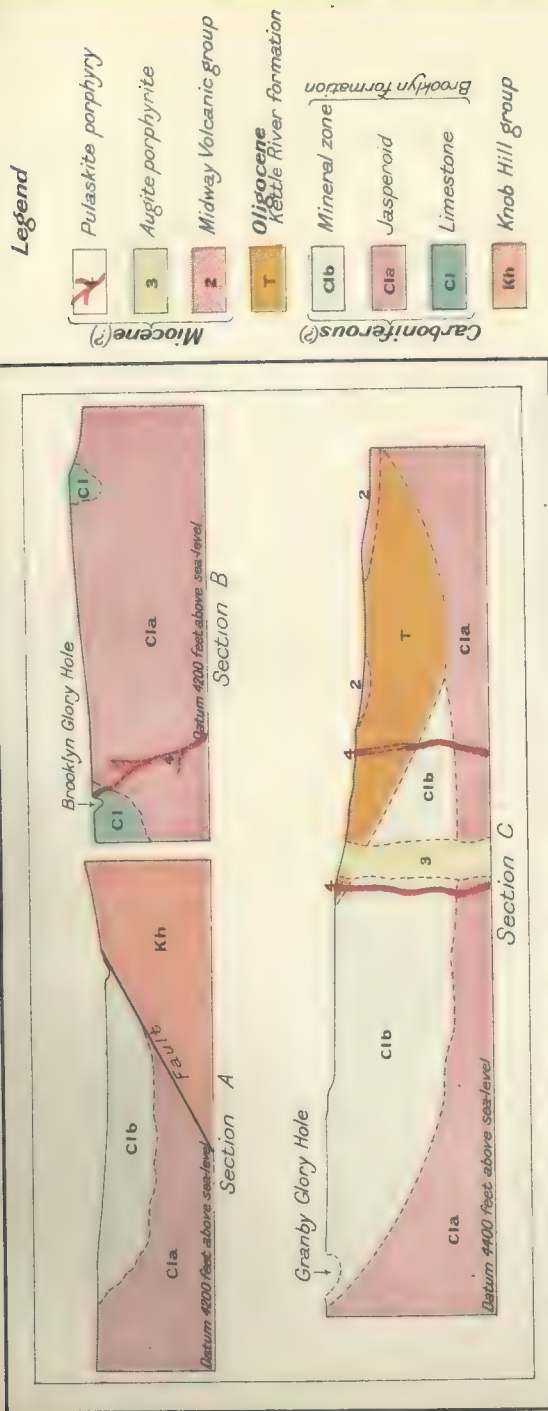 Legend
Pulaskite porphyry
3
Augite porphyrite
2
Midway Volcanic group
Miocene(?)
Oligocene
T
Kettle River formation
Clb
Mineral zone
Cla
Jasperoid
Cl
Limestone
Brooklyn formation
Carboniferous(?)
Kh
Knob Hill group
Clb
Cla
Fault
Kh
Datum 4200 feet above sea-level
Section A
Brooklyn Glory Hole
Cl
4
Cla
Cl
Datum 4200 feet above sea-level
Section B
Granby Glory Hole
Clb
Cla
4
3
4
Clb
T
2
2
Cla
Datum 4400 feet above sea-level
Section C